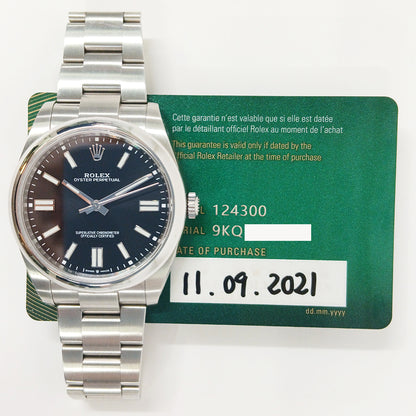 ROLEX
OYSTER PERPETUAL
SUPERLATIVE CHRONOMETER
OFFICIALLY CERTIFIED
Cette garantie n'est valable que si elle est datée
par le détaillant officiel Rolex au moment de l'achat
This guarantee is valid only if dated by the
Official Rolex Retailer at the time of purchase
L 124300
ERIAL 9KQ
DATE OF PURCHASE
11.09.2021
dd.mm.yyyy